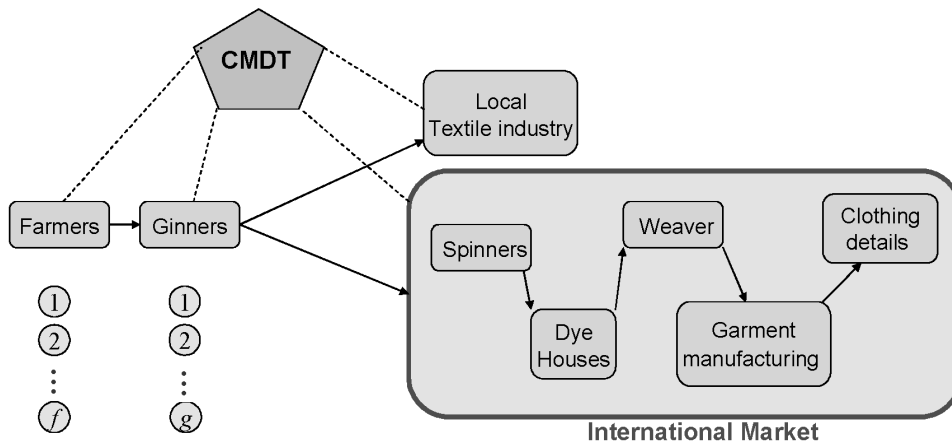 CMDT
Local
Textile industry
Farmers
Ginners
Spinners
Dye
Houses
Weaver
Garment
manufacturing
Clothing
details
1
2
f
1
2
g
International Market